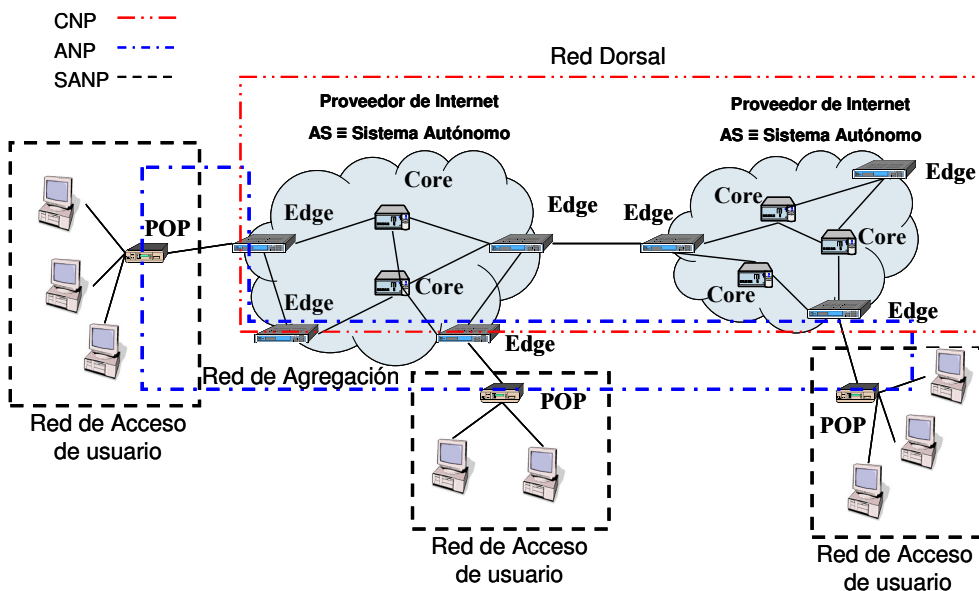 CNP
ANP
SANP
Red Dorsal
Proveedor de Internet
AS ≡ Sistema Autónomo
Proveedor de Internet
AS ≡ Sistema Autónomo
Core
Edge
Edge
Edge
Core
Edge
Core
POP
Edge
Core
Core
Edge
Edge
Edge
Red de Agregación
POP
POP
Red de Acceso
de usuario
Red de Acceso
de usuario
Red de Acceso
de usuario